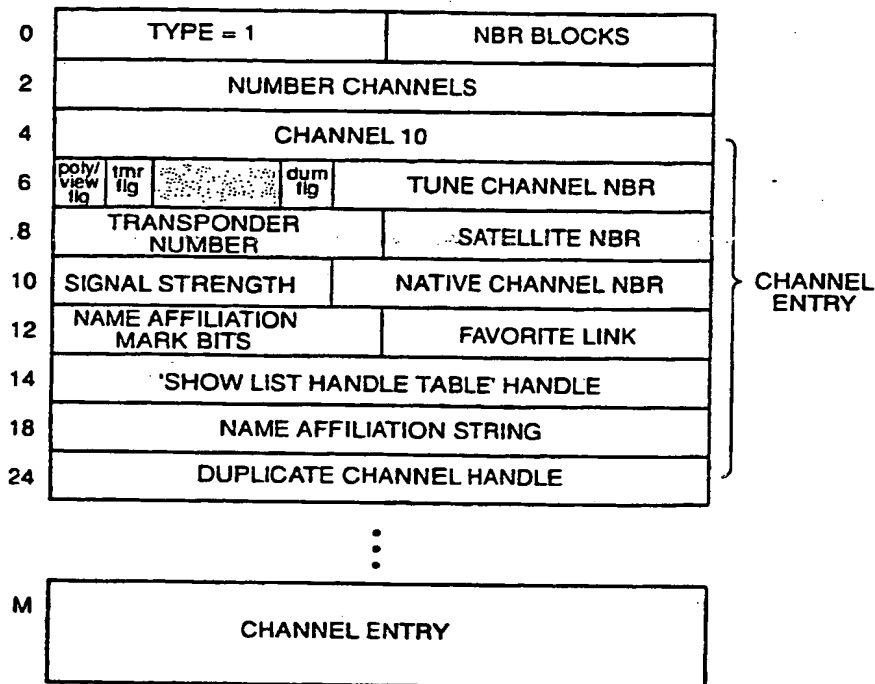 0 TYPE = 1 NBR BLOCKS
2 NUMBER CHANNELS
4 CHANNEL 10
6 poly/ view flg tmr flg dum flg TUNE CHANNEL NBR
8 TRANSPONDER NUMBER SATELLITE NBR
10 SIGNAL STRENGTH NATIVE CHANNEL NBR
CHANNEL ENTRY
12 NAME AFFILIATION MARK BITS FAVORITE LINK
14 'SHOW LIST HANDLE TABLE' HANDLE
18 NAME AFFILIATION STRING
24 DUPLICATE CHANNEL HANDLE
M CHANNEL ENTRY